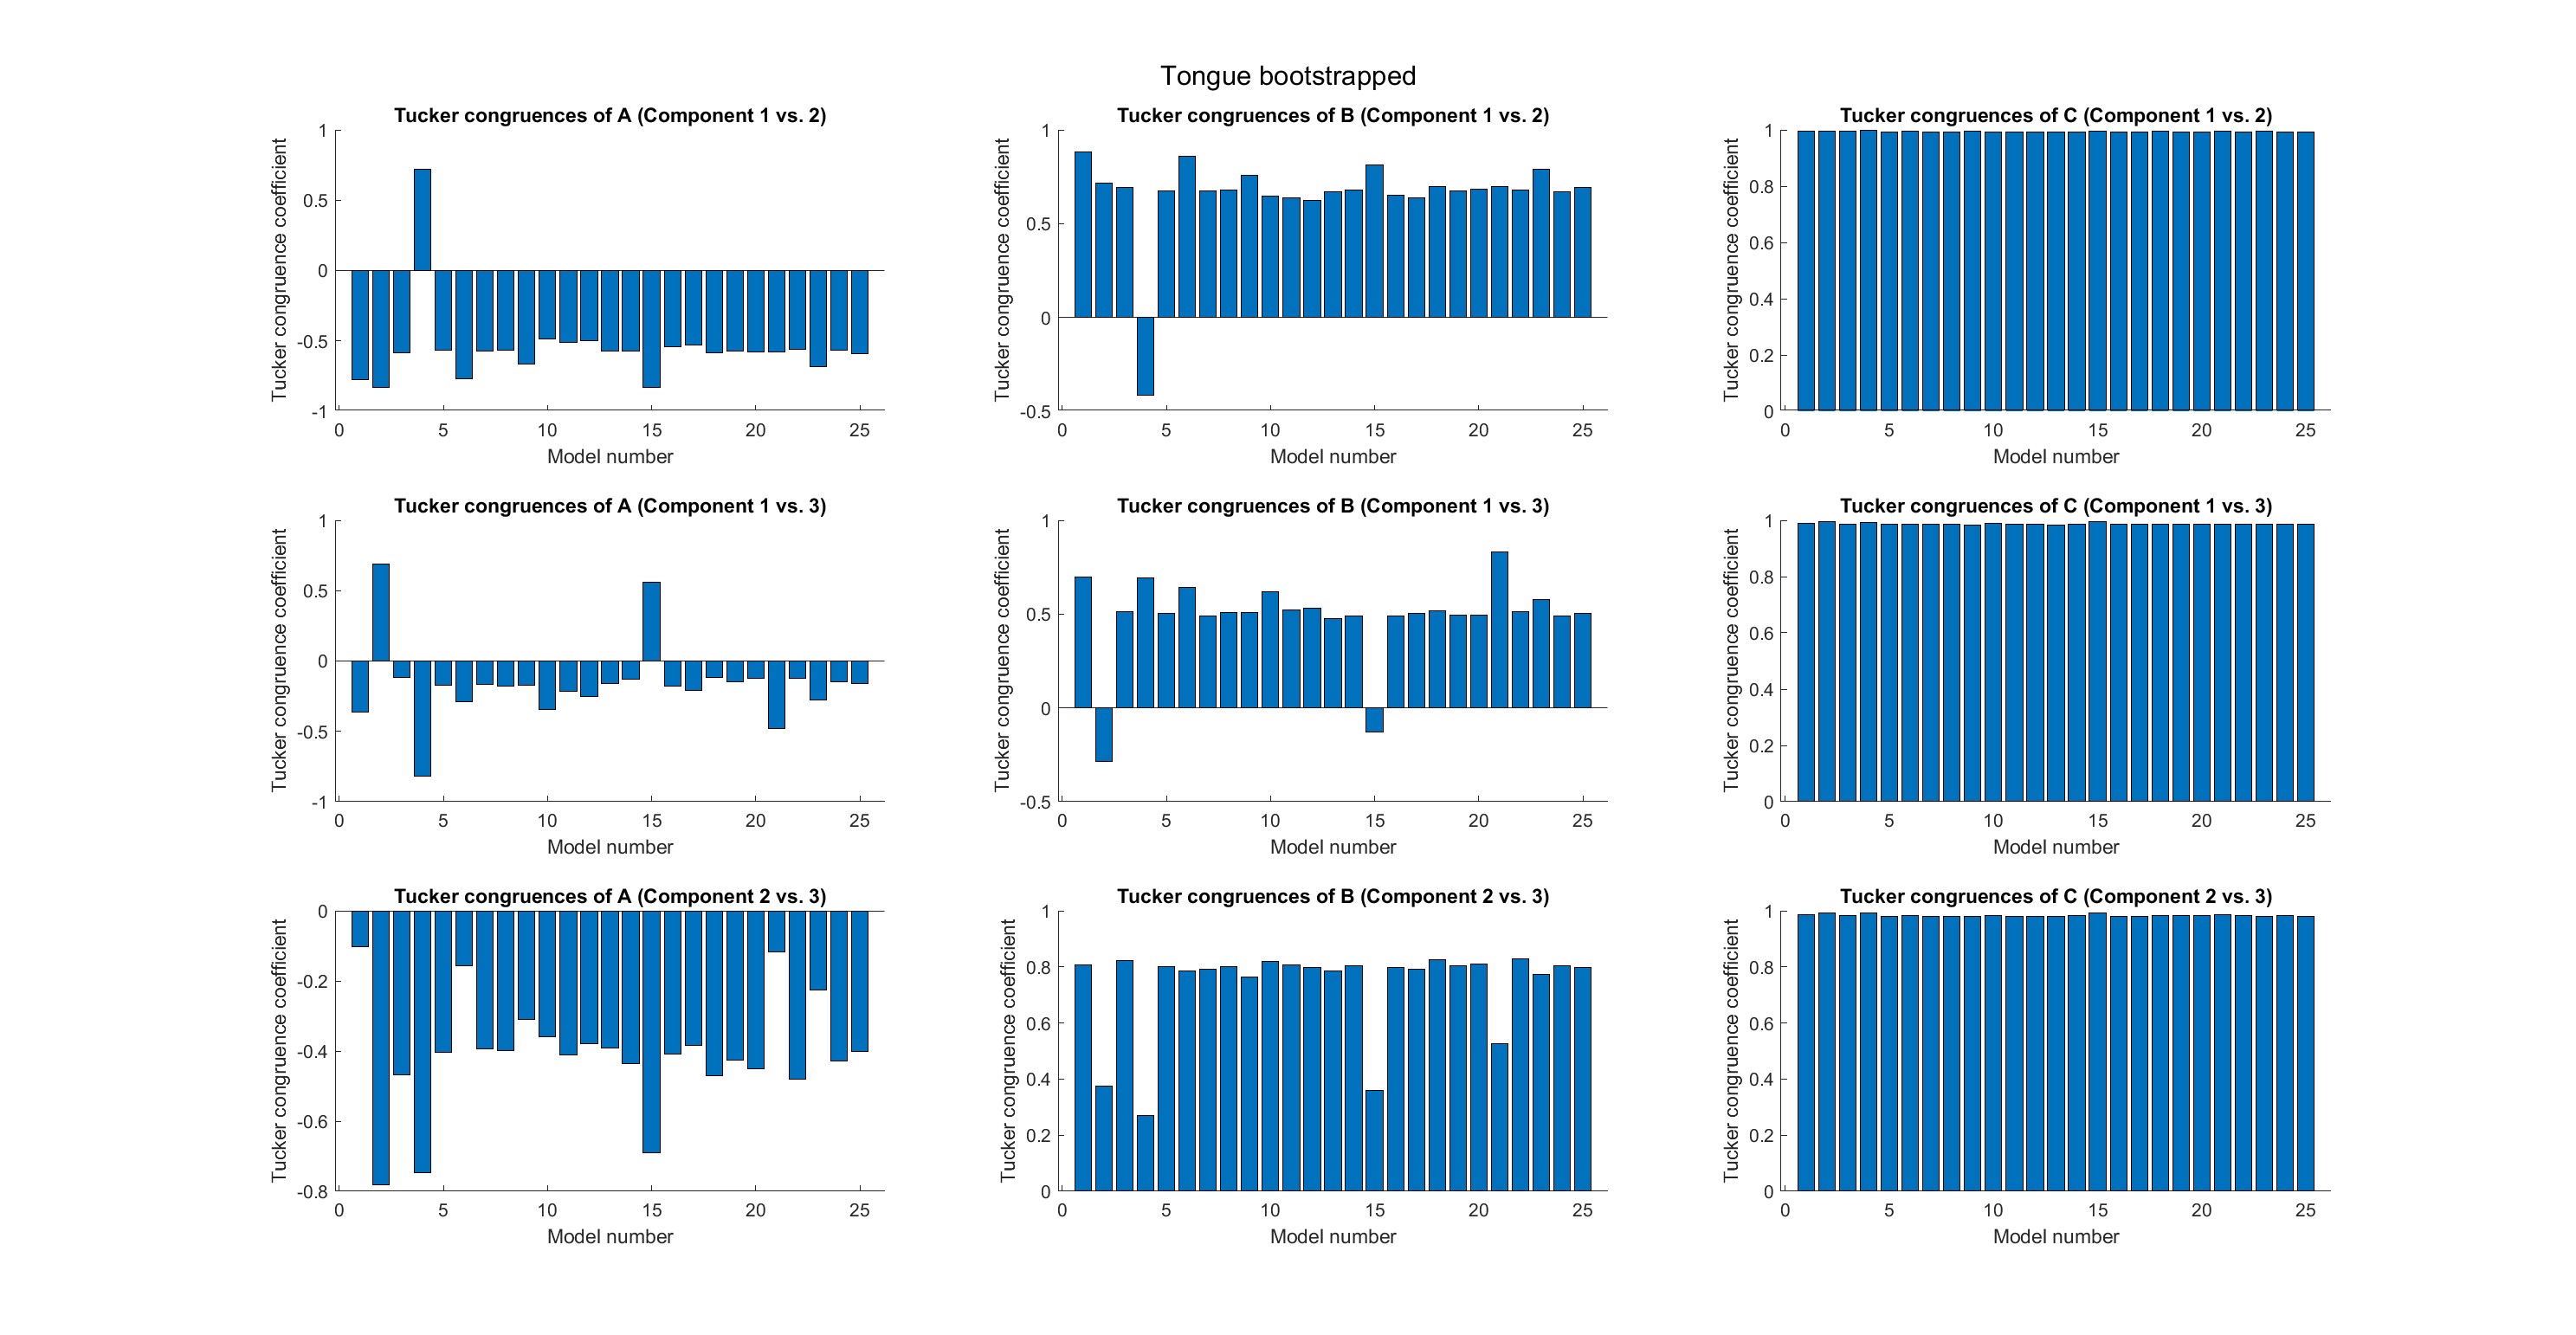 Tongue bootstrapped
Tucker congruences of A (Component 1 vs. 2)
Tucker congruence coefficient
1
0.5
0
-0.5
-1
0 5 10 15 20 25
Model number
Tucker congruences of B (Component 1 vs. 2)
Tucker congruence coefficient
1
0.5
0
-0.5
0 5 10 15 20 25
Model number
Tucker congruences of C (Component 1 vs. 2)
Tucker congruence coefficient
1
0.8
0.6
0.4
0.2
0
0 5 10 15 20 25
Model number
Tucker congruences of A (Component 1 vs. 3)
Tucker congruence coefficient
1
0.5
0
-0.5
-1
0 5 10 15 20 25
Model number
Tucker congruences of B (Component 1 vs. 3)
Tucker congruence coefficient
1
0.5
0
-0.5
0 5 10 15 20 25
Model number
Tucker congruences of C (Component 1 vs. 3)
Tucker congruence coefficient
1
0.8
0.6
0.4
0.2
0
0 5 10 15 20 25
Model number
Tucker congruences of A (Component 2 vs. 3)
Tucker congruence coefficient
0
-0.2
-0.4
-0.6
-0.8
0 5 10 15 20 25
Model number
Tucker congruences of B (Component 2 vs. 3)
Tucker congruence coefficient
1
0.8
0.6
0.4
0.2
0
0 5 10 15 20 25
Model number
Tucker congruences of C (Component 2 vs. 3)
Tucker congruence coefficient
1
0.8
0.6
0.4
0.2
0
0 5 10 15 20 25
Model number